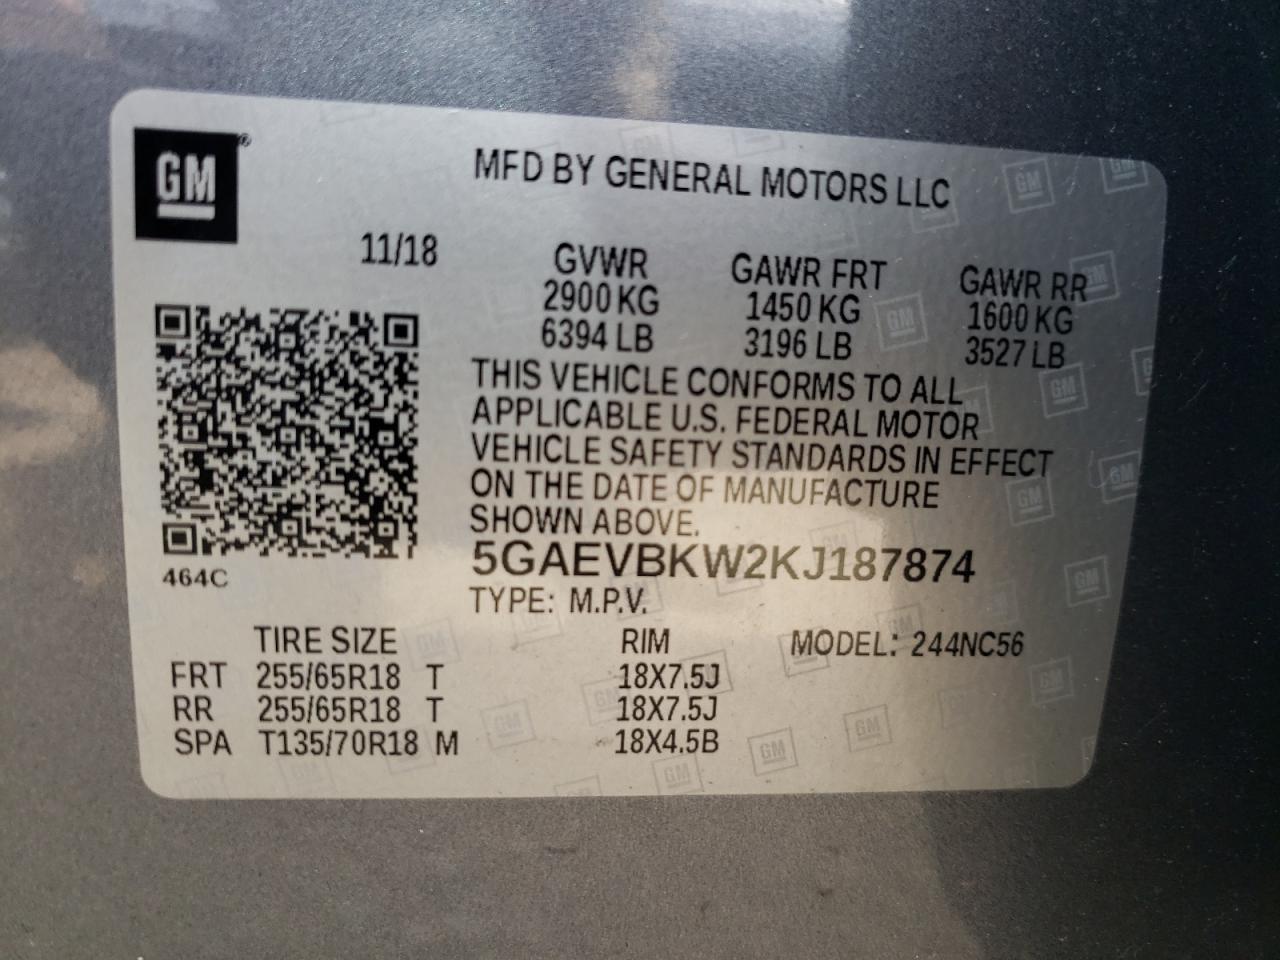 GM®
MFD BY GENERAL MOTORS LLC
11/18
GVWR GAWR FRT GAWR RR
2900 KG 1450 KG 1600 KG
6394 LB 3196 LB 3527 LB
THIS VEHICLE CONFORMS TO ALL
APPLICABLE U.S. FEDERAL MOTOR
VEHICLE SAFETY STANDARDS IN EFFECT
ON THE DATE OF MANUFACTURE
SHOWN ABOVE.
464C
5GAEVBKW2KJ187874
TYPE: M.P.V.
TIRE SIZE RIM MODEL: 244NC56
FRT 255/65R18 T 18X7.5J
RR 255/65R18 T 18X7.5J
SPA T135/70R18 M 18X4.5B